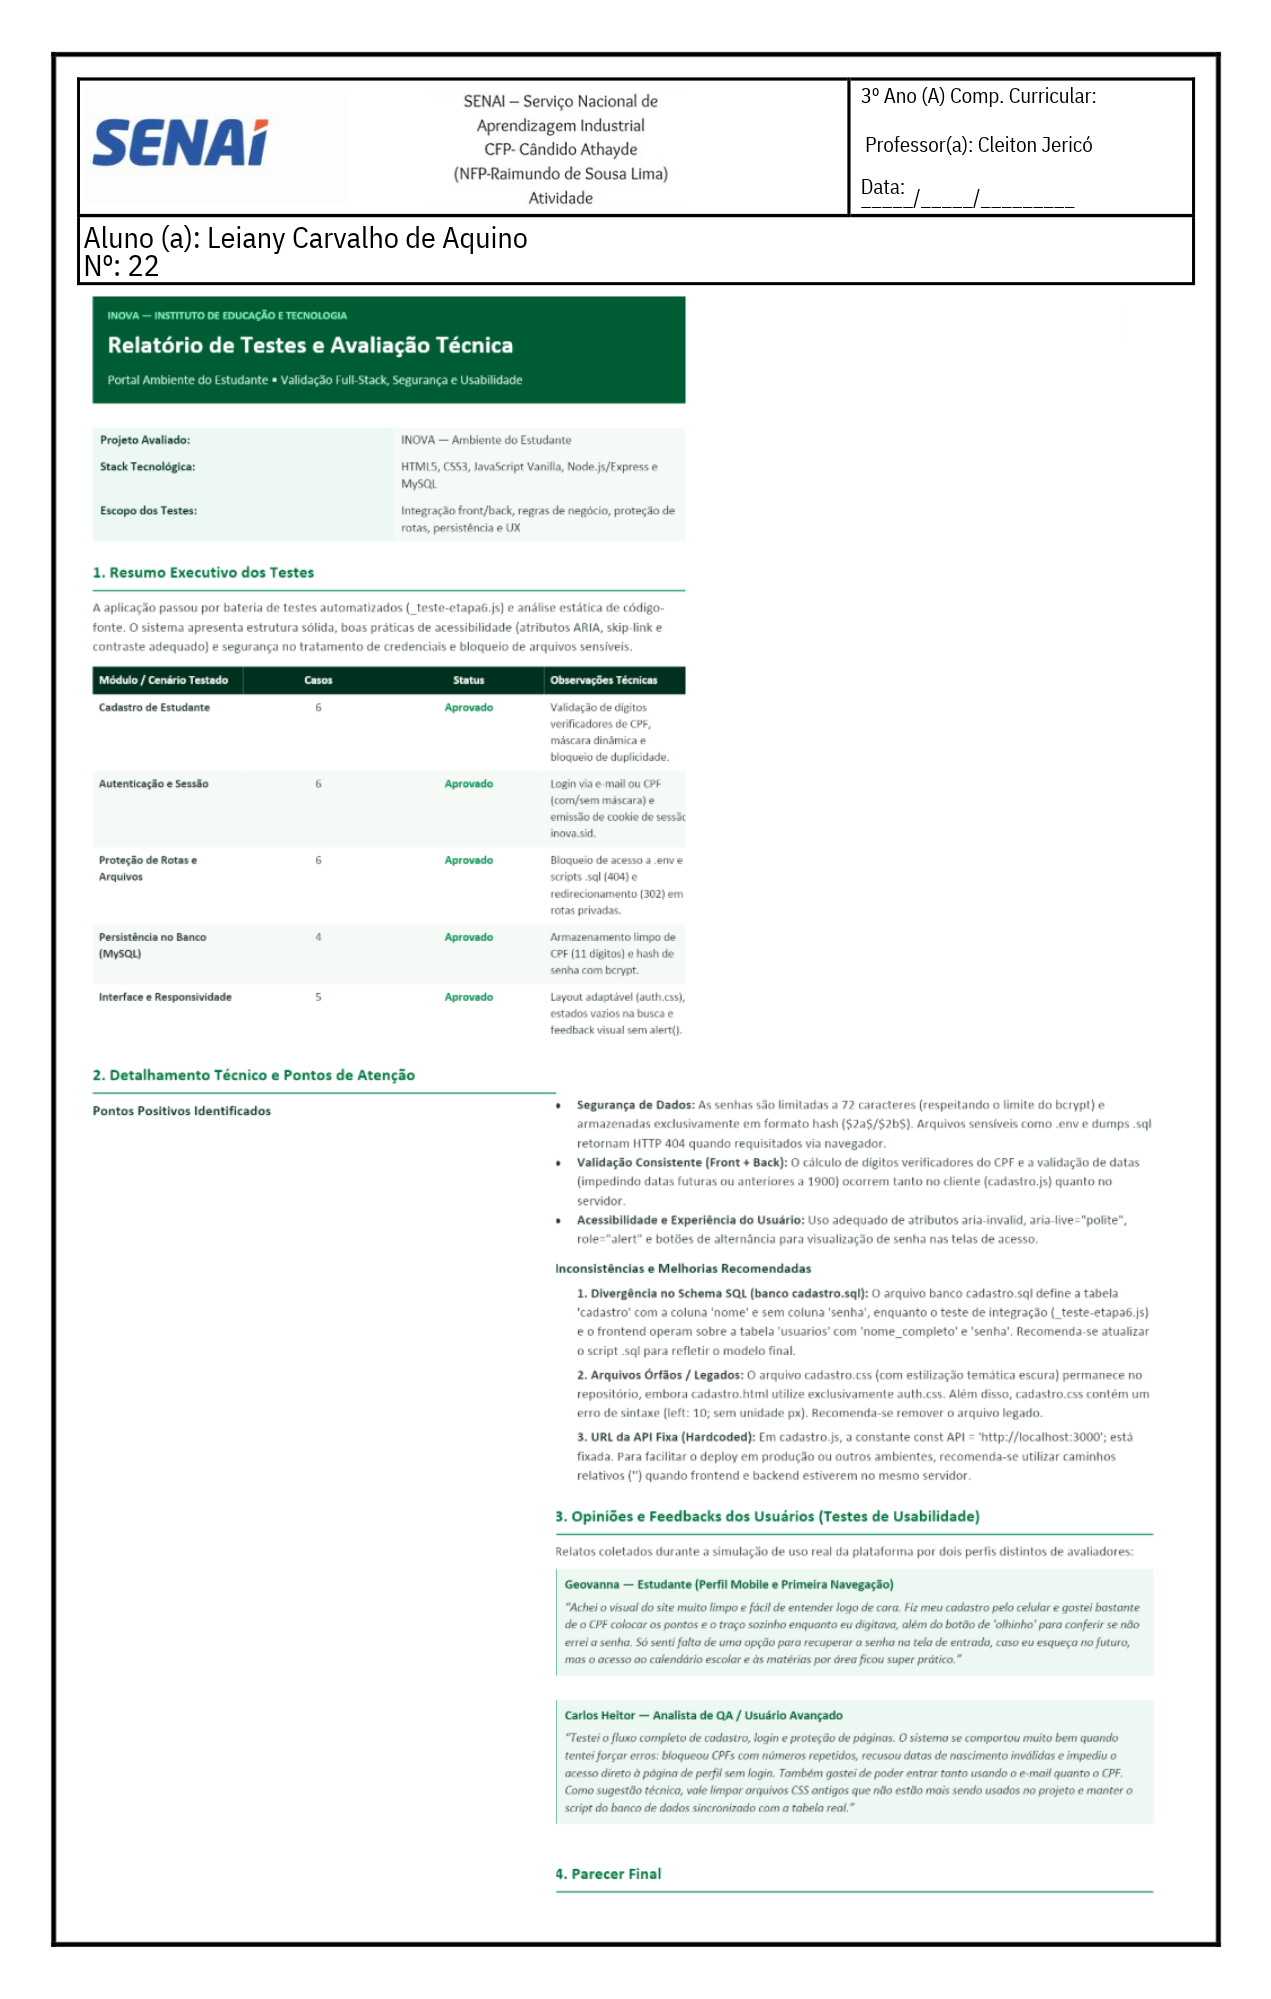 SENAI
SENAI – Serviço Nacional de
Aprendizagem Industrial
CFP- Cândido Athayde
(NFP-Raimundo de Sousa Lima)
Atividade
3º Ano (A) Comp. Curricular:
Professor(a): Cleiton Jericó
Data:
_____/_____/_________
Aluno (a): Leiany Carvalho de Aquino
Nº: 22
INOVA — INSTITUTO DE EDUCAÇÃO E TECNOLOGIA
Relatório de Testes e Avaliação Técnica
Portal Ambiente do Estudante • Validação Full-Stack, Segurança e Usabilidade
Projeto Avaliado:
INOVA — Ambiente do Estudante
Stack Tecnológica:
HTML5, CSS3, JavaScript Vanilla, Node.js/Express e
MySQL
Escopo dos Testes:
Integração front/back, regras de negócio, proteção de
rotas, persistência e UX
1. Resumo Executivo dos Testes
A aplicação passou por bateria de testes automatizados (_teste-etapa6.js) e análise estática de código-
fonte. O sistema apresenta estrutura sólida, boas práticas de acessibilidade (atributos ARIA, skip-link e
contraste adequado) e segurança no tratamento de credenciais e bloqueio de arquivos sensíveis.
Módulo / Cenário Testado Casos Status Observações Técnicas
Cadastro de Estudante 6 Aprovado Validação de dígitos
verificadores de CPF,
máscara dinâmica e
bloqueio de duplicidade.
Autenticação e Sessão 6 Aprovado Login via e-mail ou CPF
(com/sem máscara) e
emissão de cookie de sessão
inova.sid.
Proteção de Rotas e 6 Aprovado Bloqueio de acesso a .env e
Arquivos scripts .sql (404) e
redirecionamento (302) em
rotas privadas.
Persistência no Banco 4 Aprovado Armazenamento limpo de
(MySQL) CPF (11 dígitos) e hash de
senha com bcrypt.
Interface e Responsividade 5 Aprovado Layout adaptável (auth.css),
estados vazios na busca e
feedback visual sem alert().
2. Detalhamento Técnico e Pontos de Atenção
Pontos Positivos Identificados
• Segurança de Dados: As senhas são limitadas a 72 caracteres (respeitando o limite do bcrypt) e
armazenadas exclusivamente em formato hash ($2a$/$2b$). Arquivos sensíveis como .env e dumps .sql
retornam HTTP 404 quando requisitados via navegador.
• Validação Consistente (Front + Back): O cálculo de dígitos verificadores do CPF e a validação de datas
(impedindo datas futuras ou anteriores a 1900) ocorrem tanto no cliente (cadastro.js) quanto no
servidor.
• Acessibilidade e Experiência do Usuário: Uso adequado de atributos aria-invalid, aria-live="polite",
role="alert" e botões de alternância para visualização de senha nas telas de acesso.
Inconsistências e Melhorias Recomendadas
1. Divergência no Schema SQL (banco cadastro.sql): O arquivo banco cadastro.sql define a tabela
'cadastro' com a coluna 'nome' e sem coluna 'senha', enquanto o teste de integração (_teste-etapa6.js)
e o frontend operam sobre a tabela 'usuarios' com 'nome_completo' e 'senha'. Recomenda-se atualizar
o script .sql para refletir o modelo final.
2. Arquivos Órfãos / Legados: O arquivo cadastro.css (com estilização temática escura) permanece no
repositório, embora cadastro.html utilize exclusivamente auth.css. Além disso, cadastro.css contém um
erro de sintaxe (left: 10; sem unidade px). Recomenda-se remover o arquivo legado.
3. URL da API Fixa (Hardcoded): Em cadastro.js, a constante const API = 'http://localhost:3000'; está
fixada. Para facilitar o deploy em produção ou outros ambientes, recomenda-se utilizar caminhos
relativos ('') quando frontend e backend estiverem no mesmo servidor.
3. Opiniões e Feedbacks dos Usuários (Testes de Usabilidade)
Relatos coletados durante a simulação de uso real da plataforma por dois perfis distintos de avaliadores:
Geovanna — Estudante (Perfil Mobile e Primeira Navegação)
“Achei o visual do site muito limpo e fácil de entender logo de cara. Fiz meu cadastro pelo celular e gostei bastante
de o CPF colocar os pontos e o traço sozinho enquanto eu digitava, além do botão de 'olhinho' para conferir se não
errei a senha. Só senti falta de uma opção para recuperar a senha na tela de entrada, caso eu esqueça no futuro,
mas o acesso ao calendário escolar e às matérias por área ficou super prático.”
Carlos Heitor — Analista de QA / Usuário Avançado
“Testei o fluxo completo de cadastro, login e proteção de páginas. O sistema se comportou muito bem quando
tentei forçar erros: bloqueou CPFs com números repetidos, recusou datas de nascimento inválidas e impediu o
acesso direto à página de perfil sem login. Também gostei de poder entrar tanto usando o e-mail quanto o CPF.
Como sugestão técnica, vale limpar arquivos CSS antigos que não estão mais sendo usados no projeto e manter o
script do banco de dados sincronizado com a tabela real.”
4. Parecer Final